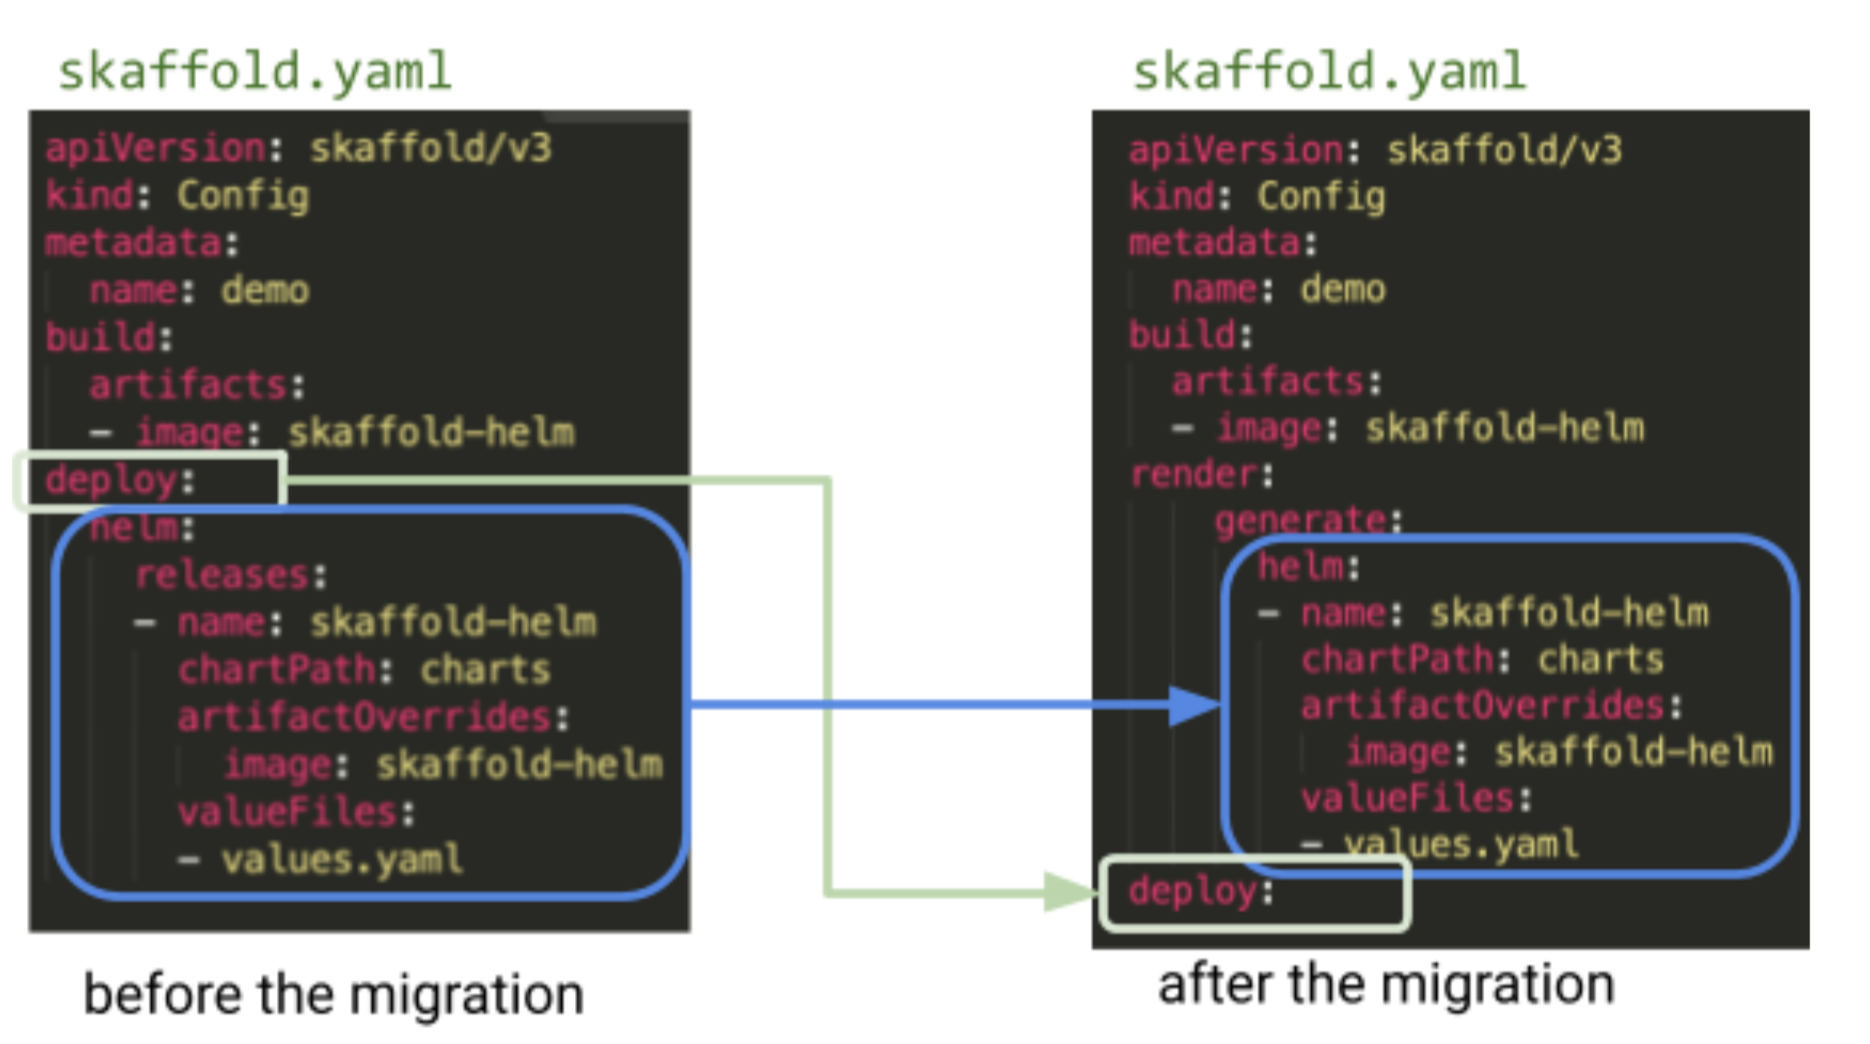 skaffold.yaml
apiVersion: skaffold/v3
kind: Config
metadata:
  name: demo
build:
  artifacts:
  - image: skaffold-helm
deploy:
  helm:
    releases:
    - name: skaffold-helm
      chartPath: charts
      artifactOverrides:
        image: skaffold-helm
      valueFiles:
      - values.yaml
before the migration
skaffold.yaml
apiVersion: skaffold/v3
kind: Config
metadata:
  name: demo
build:
  artifacts:
  - image: skaffold-helm
render:
    generate:
      helm:
      - name: skaffold-helm
        chartPath: charts
        artifactOverrides:
          image: skaffold-helm
        valueFiles:
        - values.yaml
deploy:
after the migration